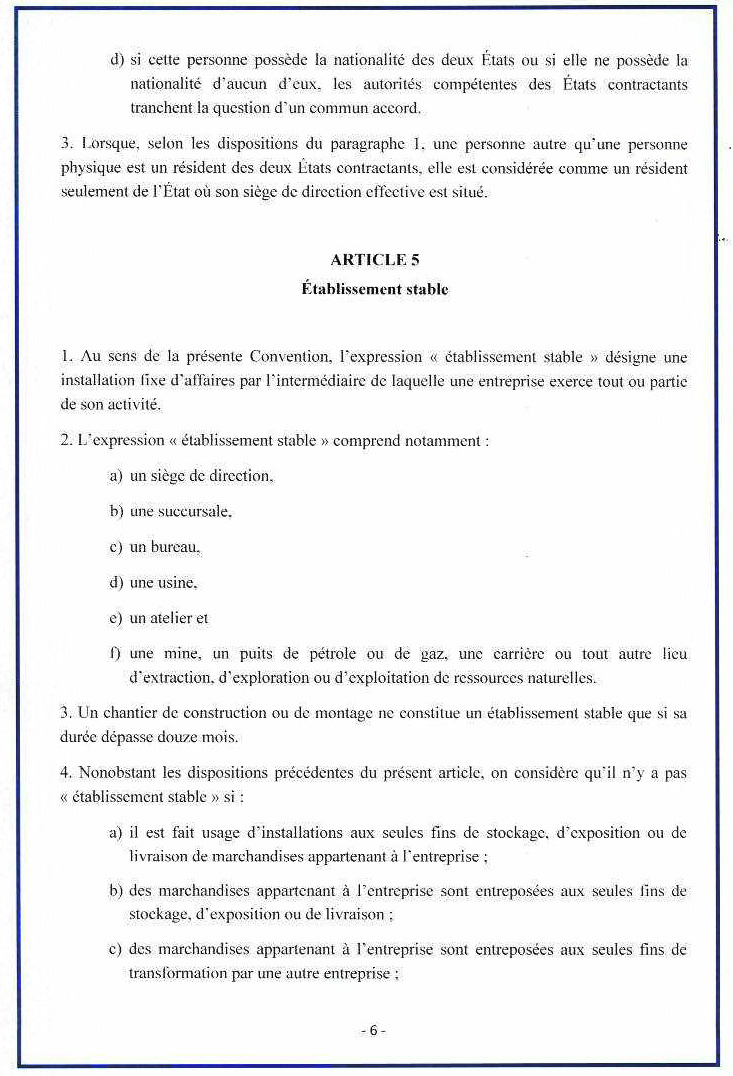 d) si cette personne possède la nationalité des deux États ou si elle ne possède la
nationalité d'aucun d'eux, les autorités compétentes des États contractants
tranchent la question d'un commun accord.
3. Lorsque, selon les dispositions du paragraphe 1, une personne autre qu'une personne
physique est un résident des deux États contractants, elle est considérée comme un résident
seulement de l'État où son siège de direction effective est situé.
ARTICLE 5
Établissement stable
1. Au sens de la présente Convention, l'expression « établissement stable » désigne une
installation fixe d'affaires par l'intermédiaire de laquelle une entreprise exerce tout ou partie
de son activité.
2. L'expression « établissement stable » comprend notamment :
a) un siège de direction,
b) une succursale,
c) un bureau,
d) une usine,
e) un atelier et
f) une mine, un puits de pétrole ou de gaz, une carrière ou tout autre lieu
d'extraction, d'exploration ou d'exploitation de ressources naturelles.
3. Un chantier de construction ou de montage ne constitue un établissement stable que si sa
durée dépasse douze mois.
4. Nonobstant les dispositions précédentes du présent article, on considère qu'il n'y a pas
« établissement stable » si :
a) il est fait usage d'installations aux seules fins de stockage, d'exposition ou de
livraison de marchandises appartenant à l'entreprise ;
b) des marchandises appartenant à l'entreprise sont entreposées aux seules fins de
stockage, d'exposition ou de livraison ;
c) des marchandises appartenant à l'entreprise sont entreposées aux seules fins de
transformation par une autre entreprise ;
- 6 -